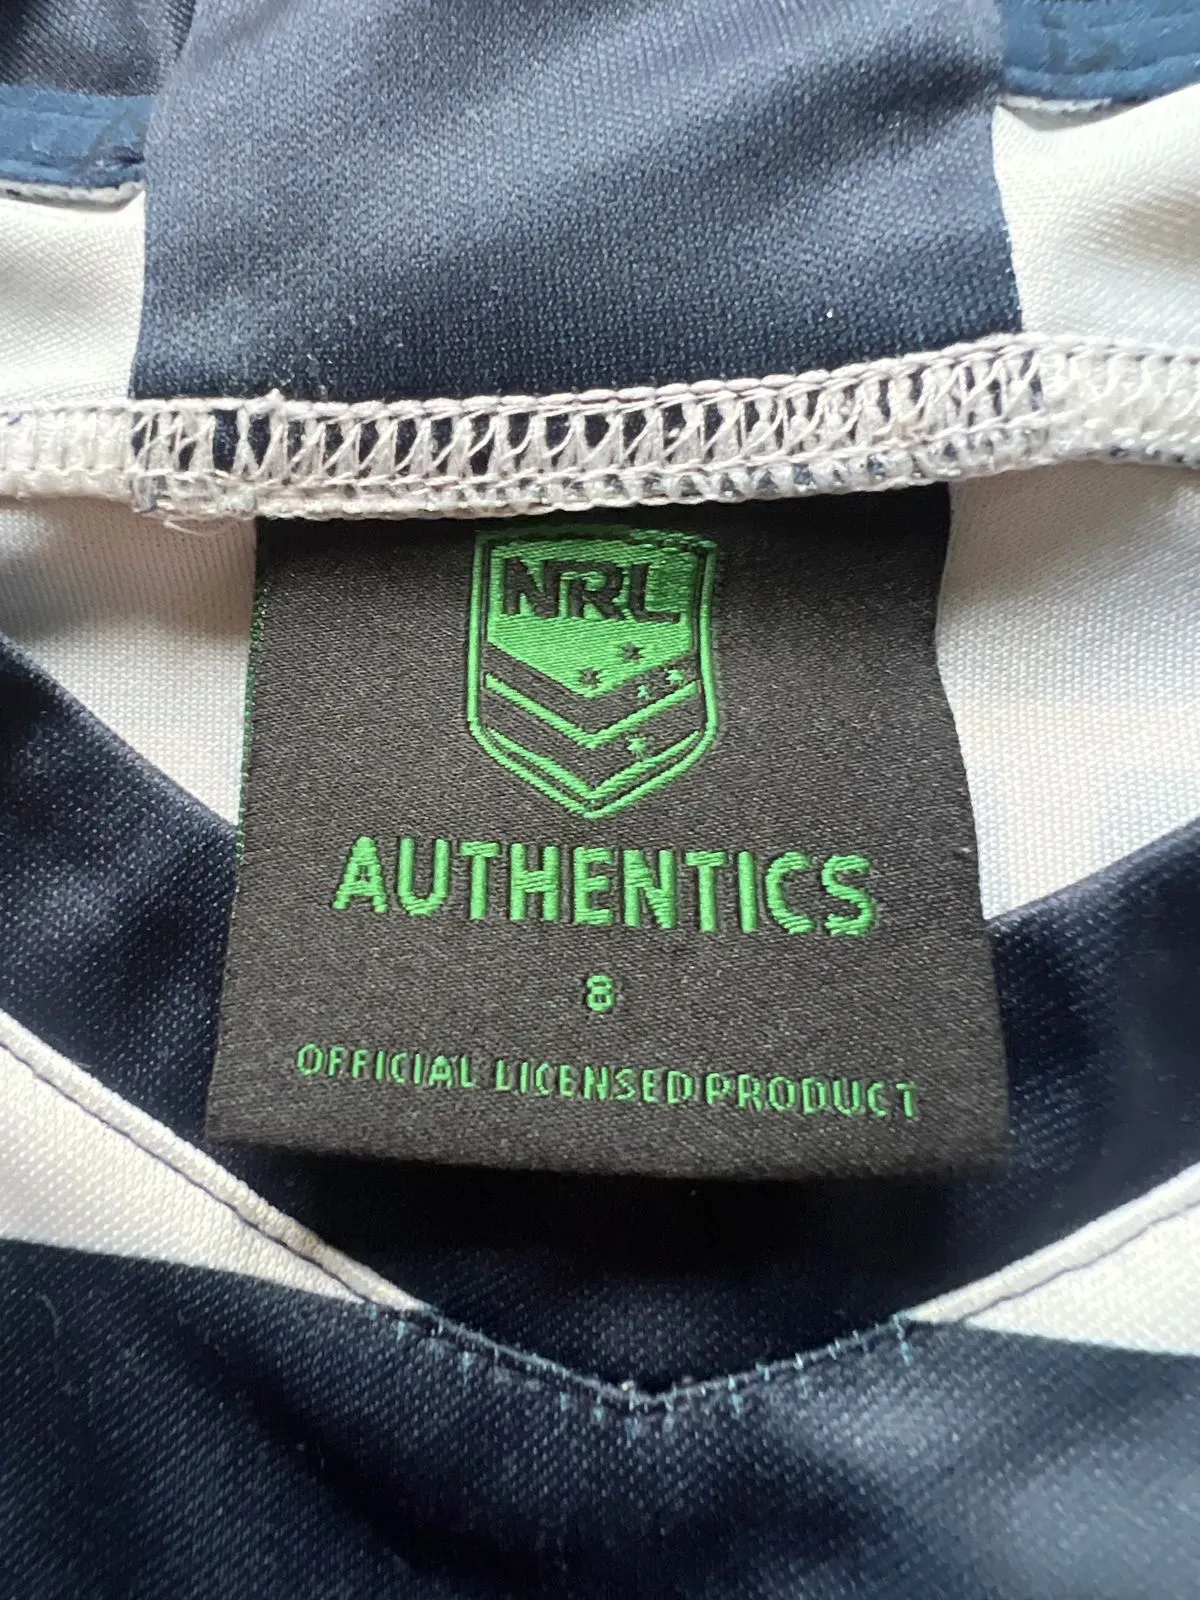 NRL
AUTHENTICS
8
OFFICIAL LICENSED PRODUCT